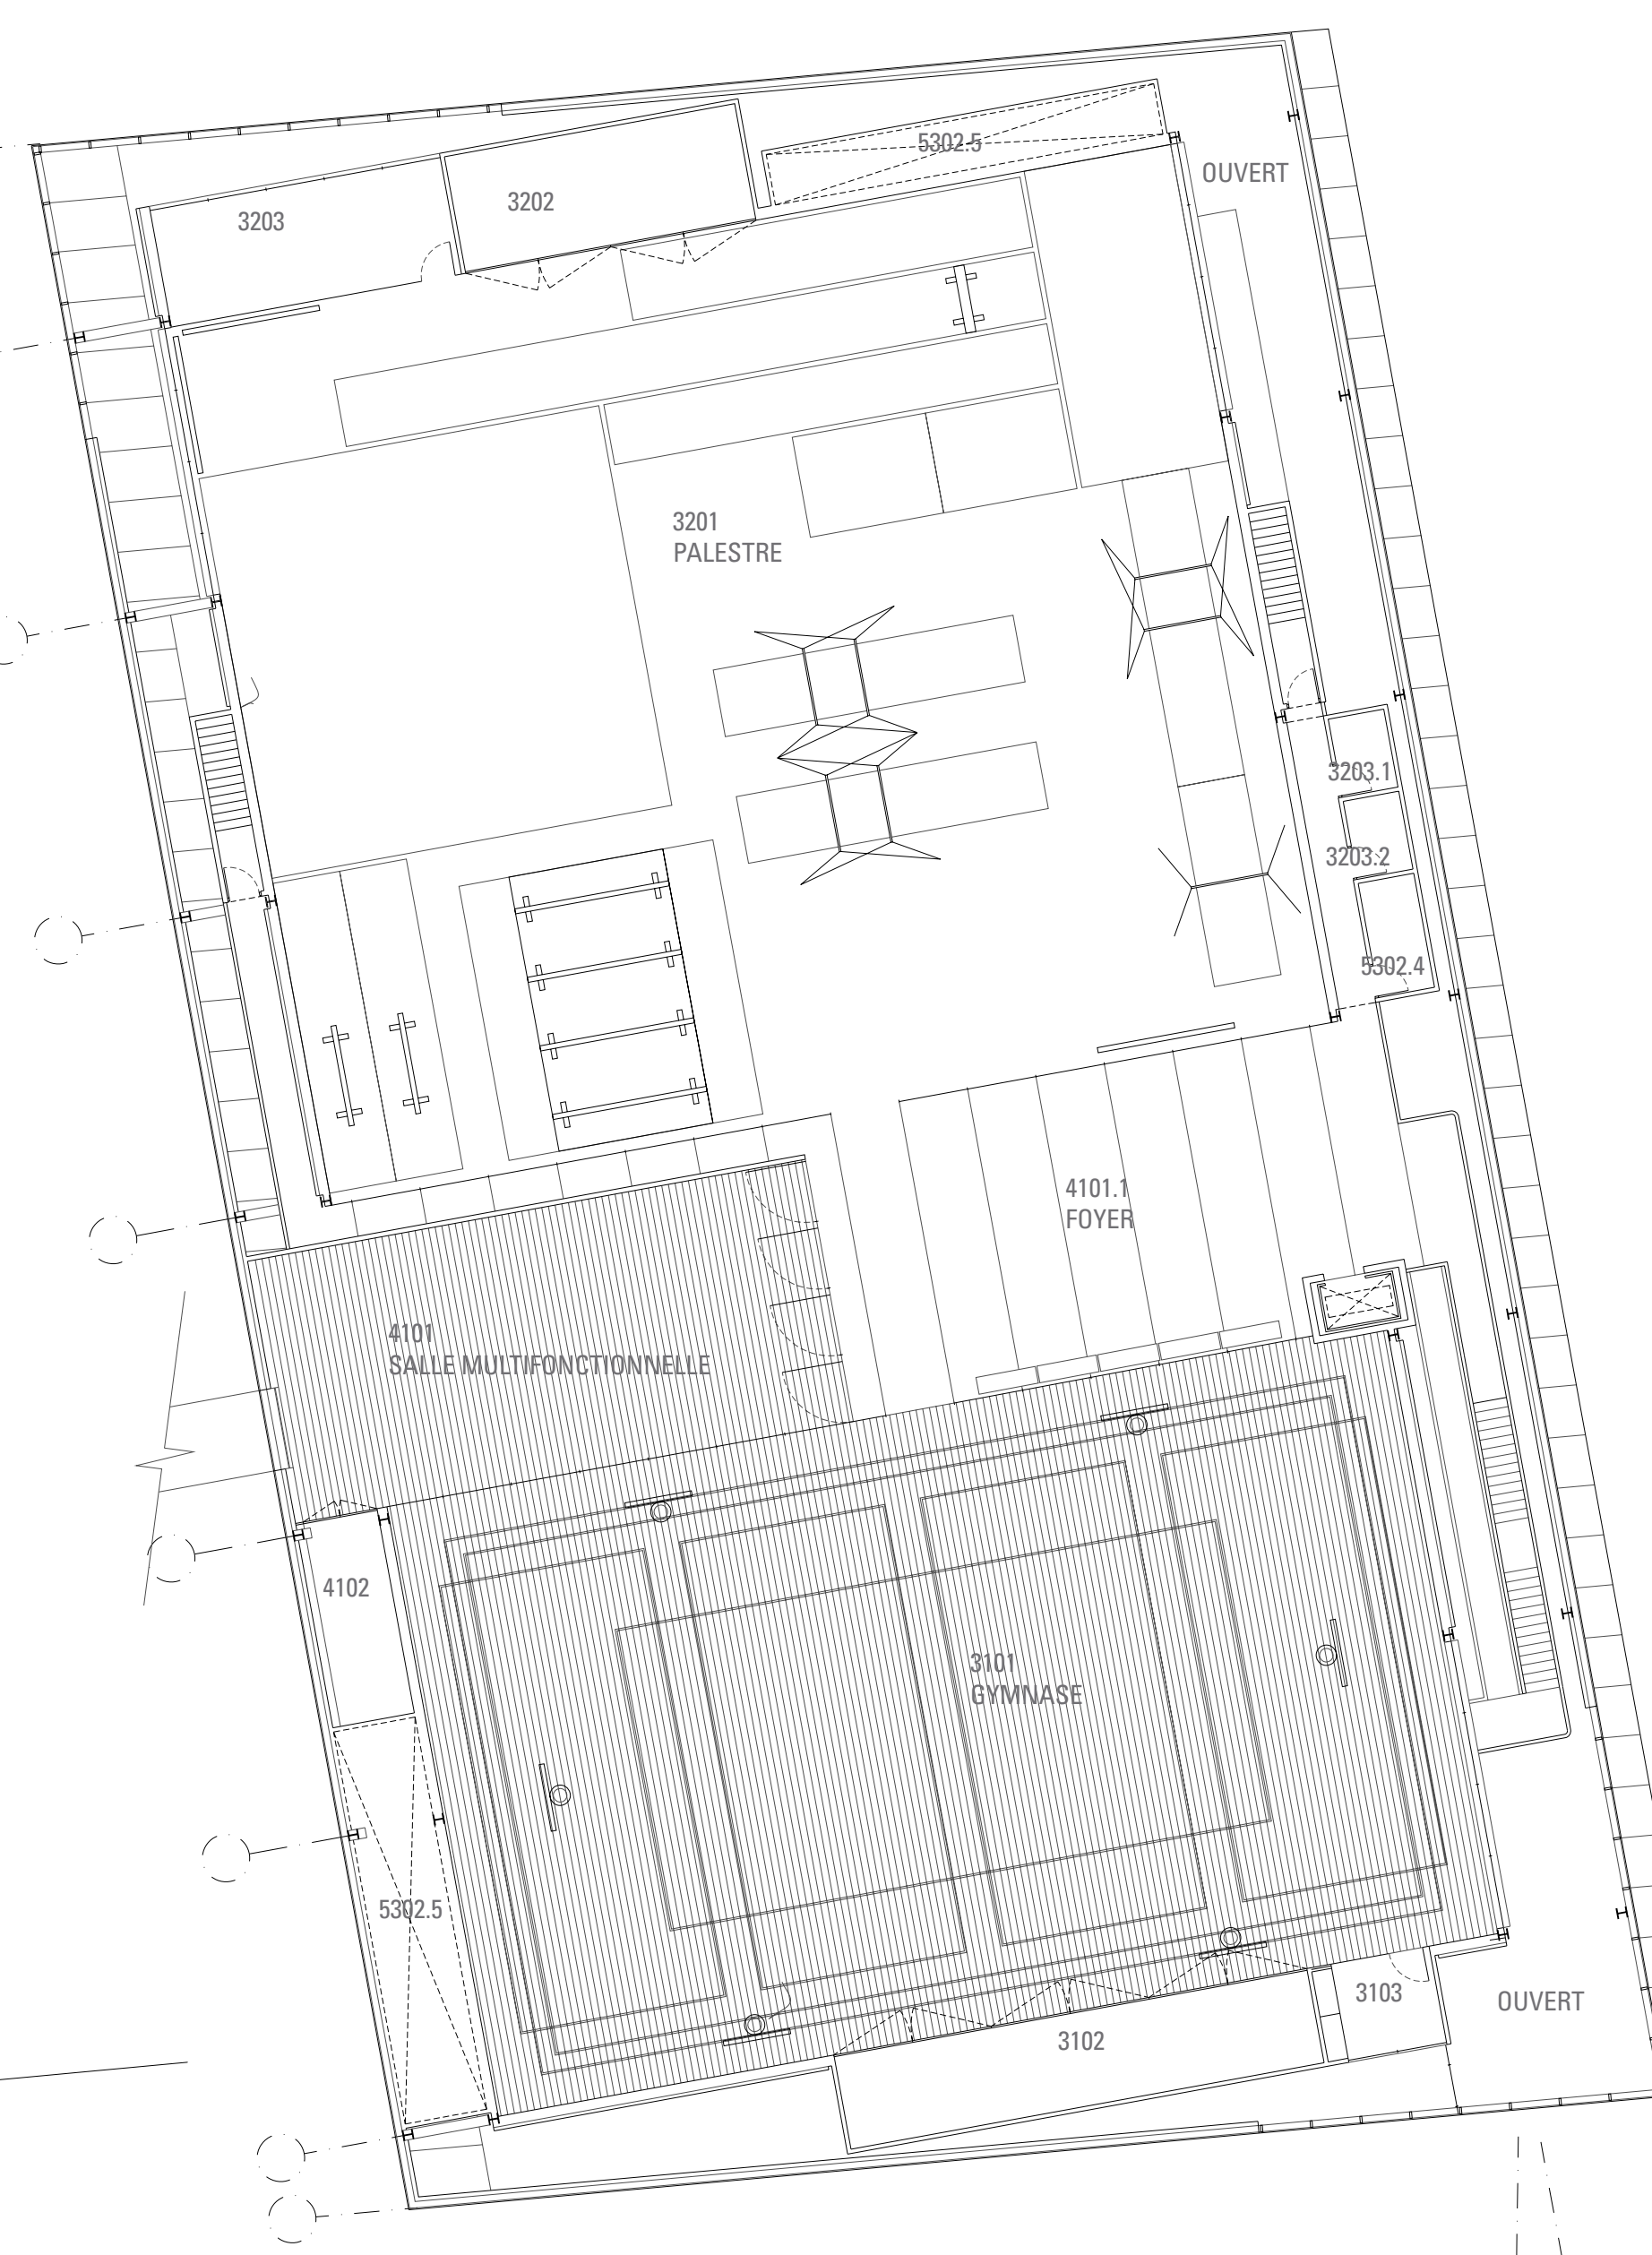 5302.5
OUVERT
3202
3203
3201
PALESTRE
3203.1
3203.2
5302.4
4101.1
FOYER
4101
SALLE MULTIFONCTIONNELLE
4102
3101
GYMNASE
5302.5
3103
OUVERT
3102